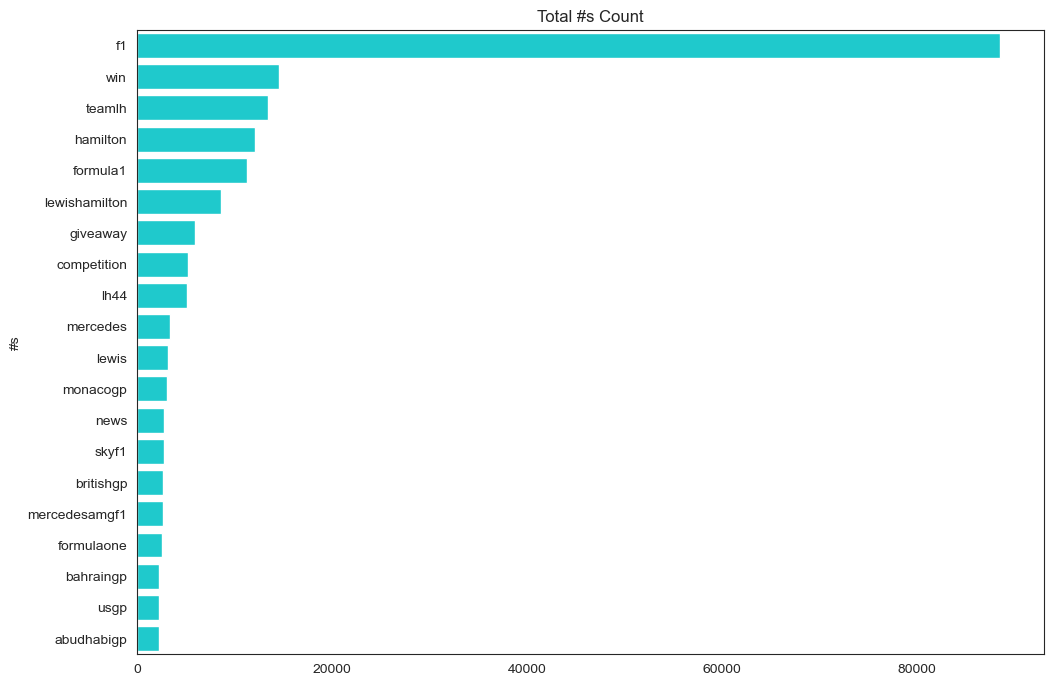 Total #s Count
f1
win
teamlh
hamilton
formula1
lewishamilton
giveaway
competition
lh44
mercedes
lewis
monacogp
news
skyf1
britishgp
mercedesamgf1
formulaone
bahraingp
usgp
abudhabigp
#s
0 20000 40000 60000 80000